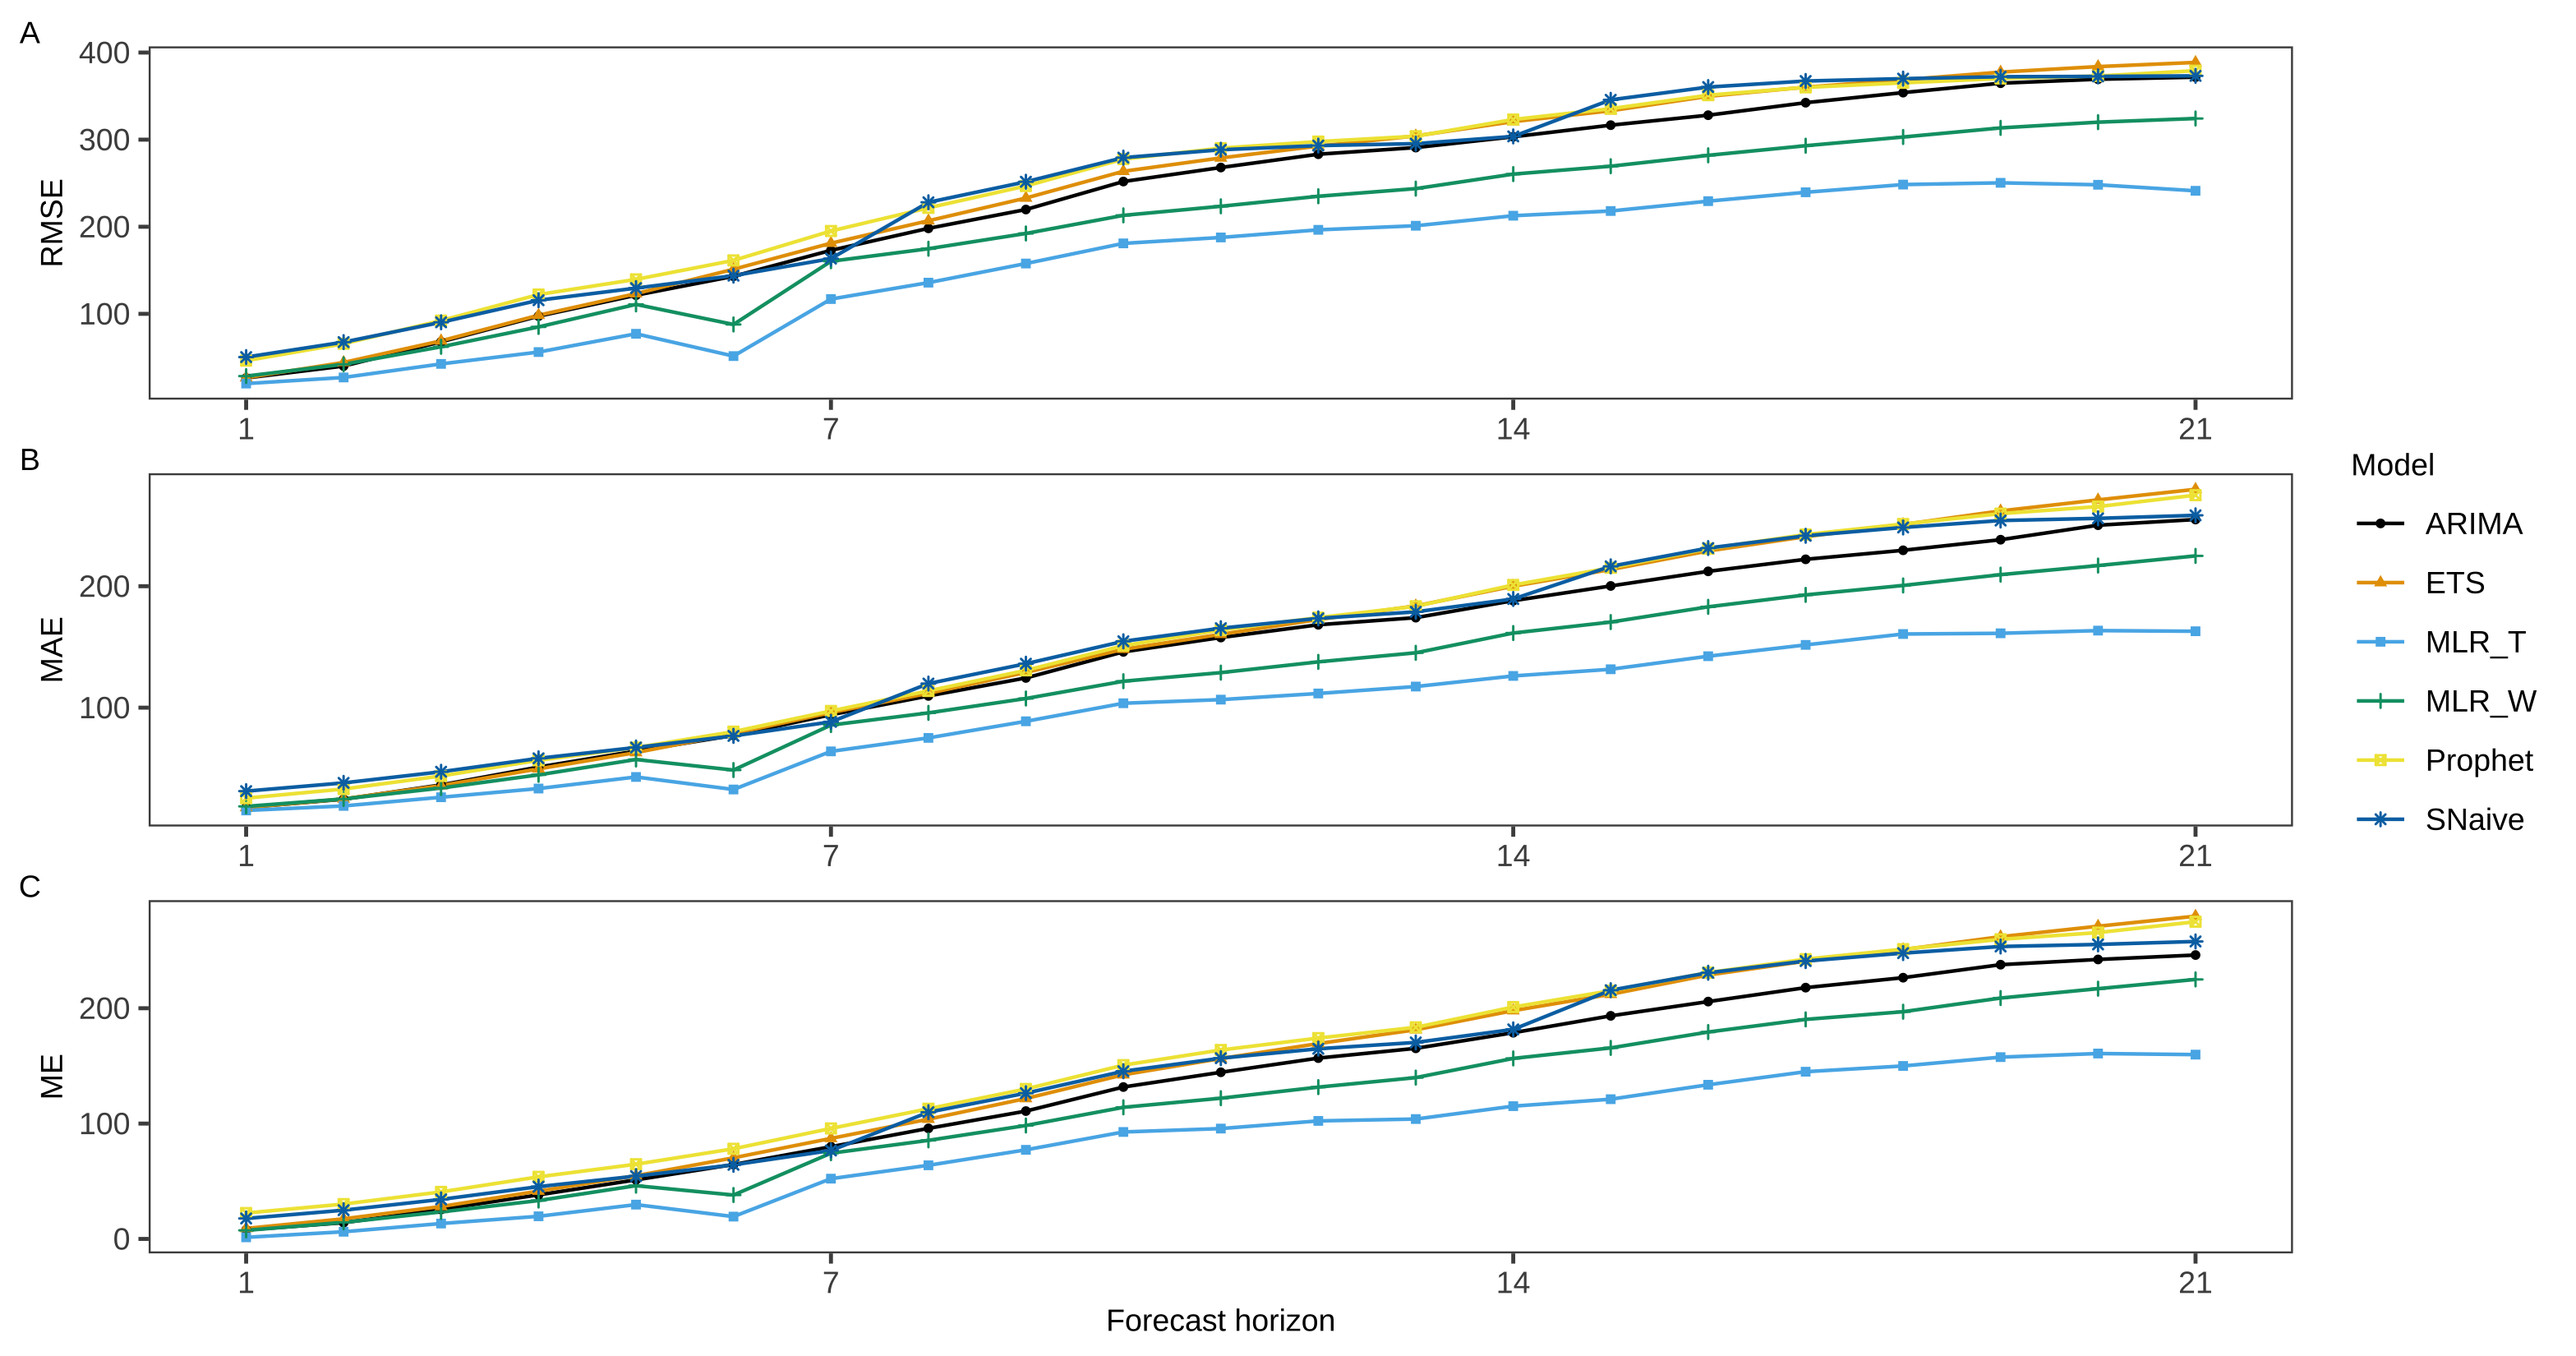 A
400
300
200
100
RMSE
1 7 14 21
B
200
100
MAE
1 7 14 21
C
200
100
0
ME
1 7 14 21
Forecast horizon
Model
ARIMA
ETS
MLR_T
MLR_W
Prophet
SNaive